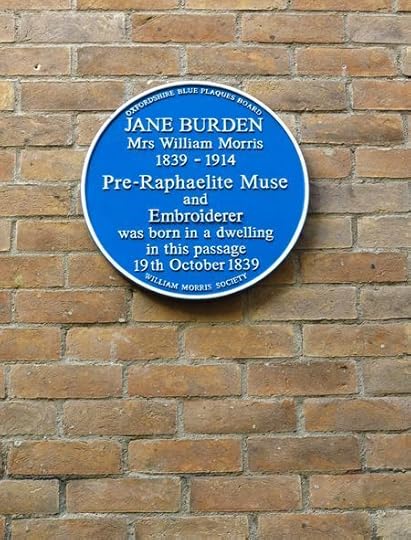 OXFORDSHIRE BLUE PLAQUES BOARD
JANE BURDEN
Mrs William Morris
1839 - 1914
Pre-Raphaelite Muse
and
Embroiderer
was born in a dwelling
in this passage
19th October 1839
WILLIAM MORRIS SOCIETY